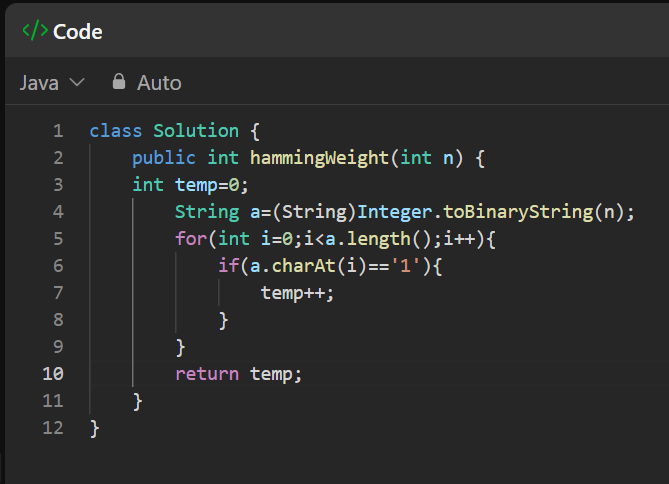 </> Code
Java Auto
1 class Solution {
2     public int hammingWeight(int n) {
3     int temp=0;
4         String a=(String)Integer.toBinaryString(n);
5         for(int i=0;i<a.length();i++){
6             if(a.charAt(i)=='1'){
7                 temp++;
8             }
9         }
10         return temp;
11     }
12 }